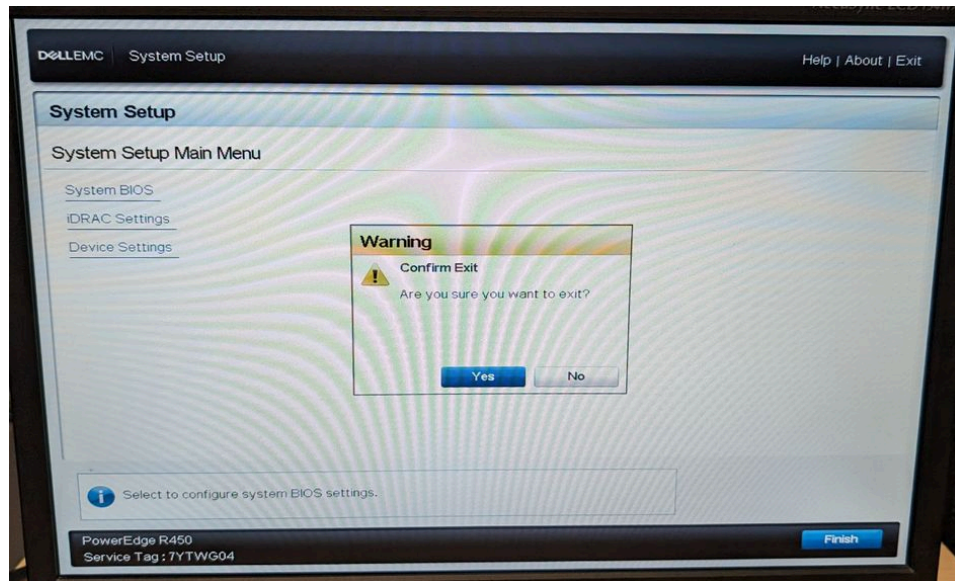 DELLEMC System Setup
Help | About | Exit
System Setup
System Setup Main Menu
System BIOS
iDRAC Settings
Device Settings
Warning
Confirm Exit
Are you sure you want to exit?
Yes No
Select to configure system BIOS settings.
PowerEdge R450
Service Tag : 7YTWG04
Finish